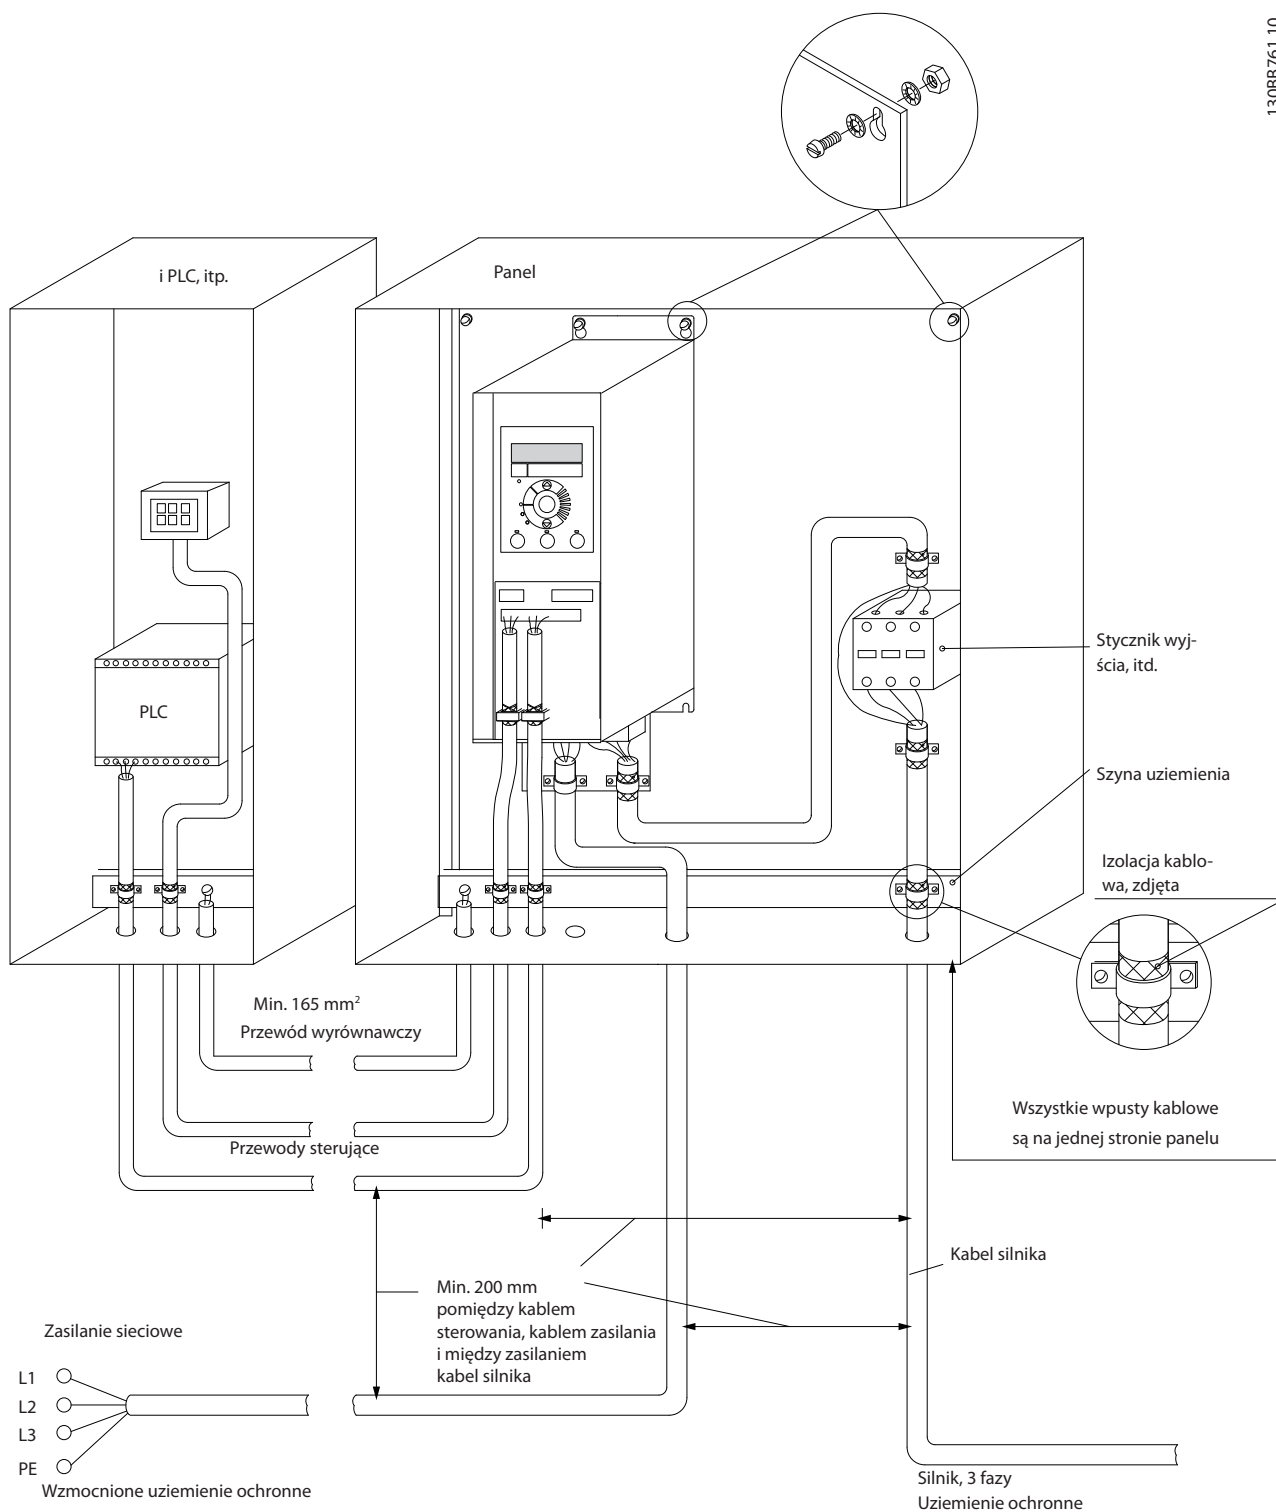 130BB761.10
i PLC, itp.
Panel
PLC
Stycznik wyj-
ścia, itd.
Szyna uziemienia
Izolacja kablo-
wa, zdjęta
Min. 165 mm²
Przewód wyrównawczy
Przewody sterujące
Wszystkie wpusty kablowe
są na jednej stronie panelu
Kabel silnika
Min. 200 mm
pomiędzy kablem
sterowania, kablem zasilania
i między zasilaniem
kabel silnika
Zasilanie sieciowe
L1
L2
L3
PE
Wzmocnione uziemienie ochronne
Silnik, 3 fazy
Uziemienie ochronne